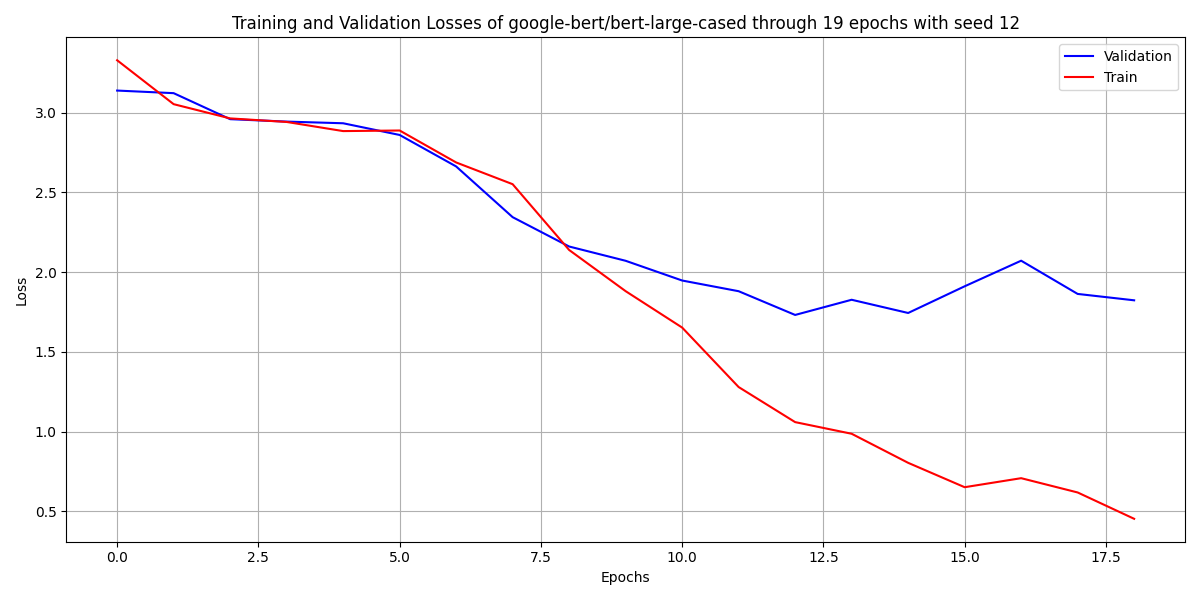 Training and Validation Losses of google-bert/bert-large-cased through 19 epochs with seed 12
Validation
Train
Loss
3.0
2.5
2.0
1.5
1.0
0.5
0.0 2.5 5.0 7.5 10.0 12.5 15.0 17.5
Epochs